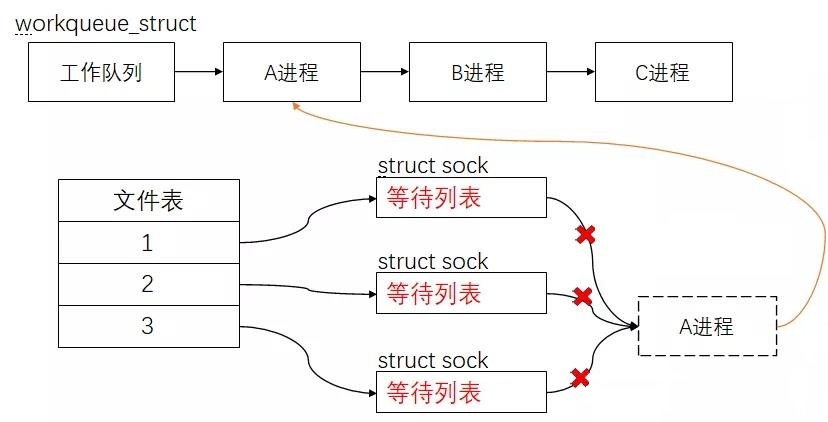 workqueue_struct
工作队列
A进程
B进程
C进程
文件表
1
2
3
struct sock
等待列表
struct sock
等待列表
struct sock
等待列表
A进程